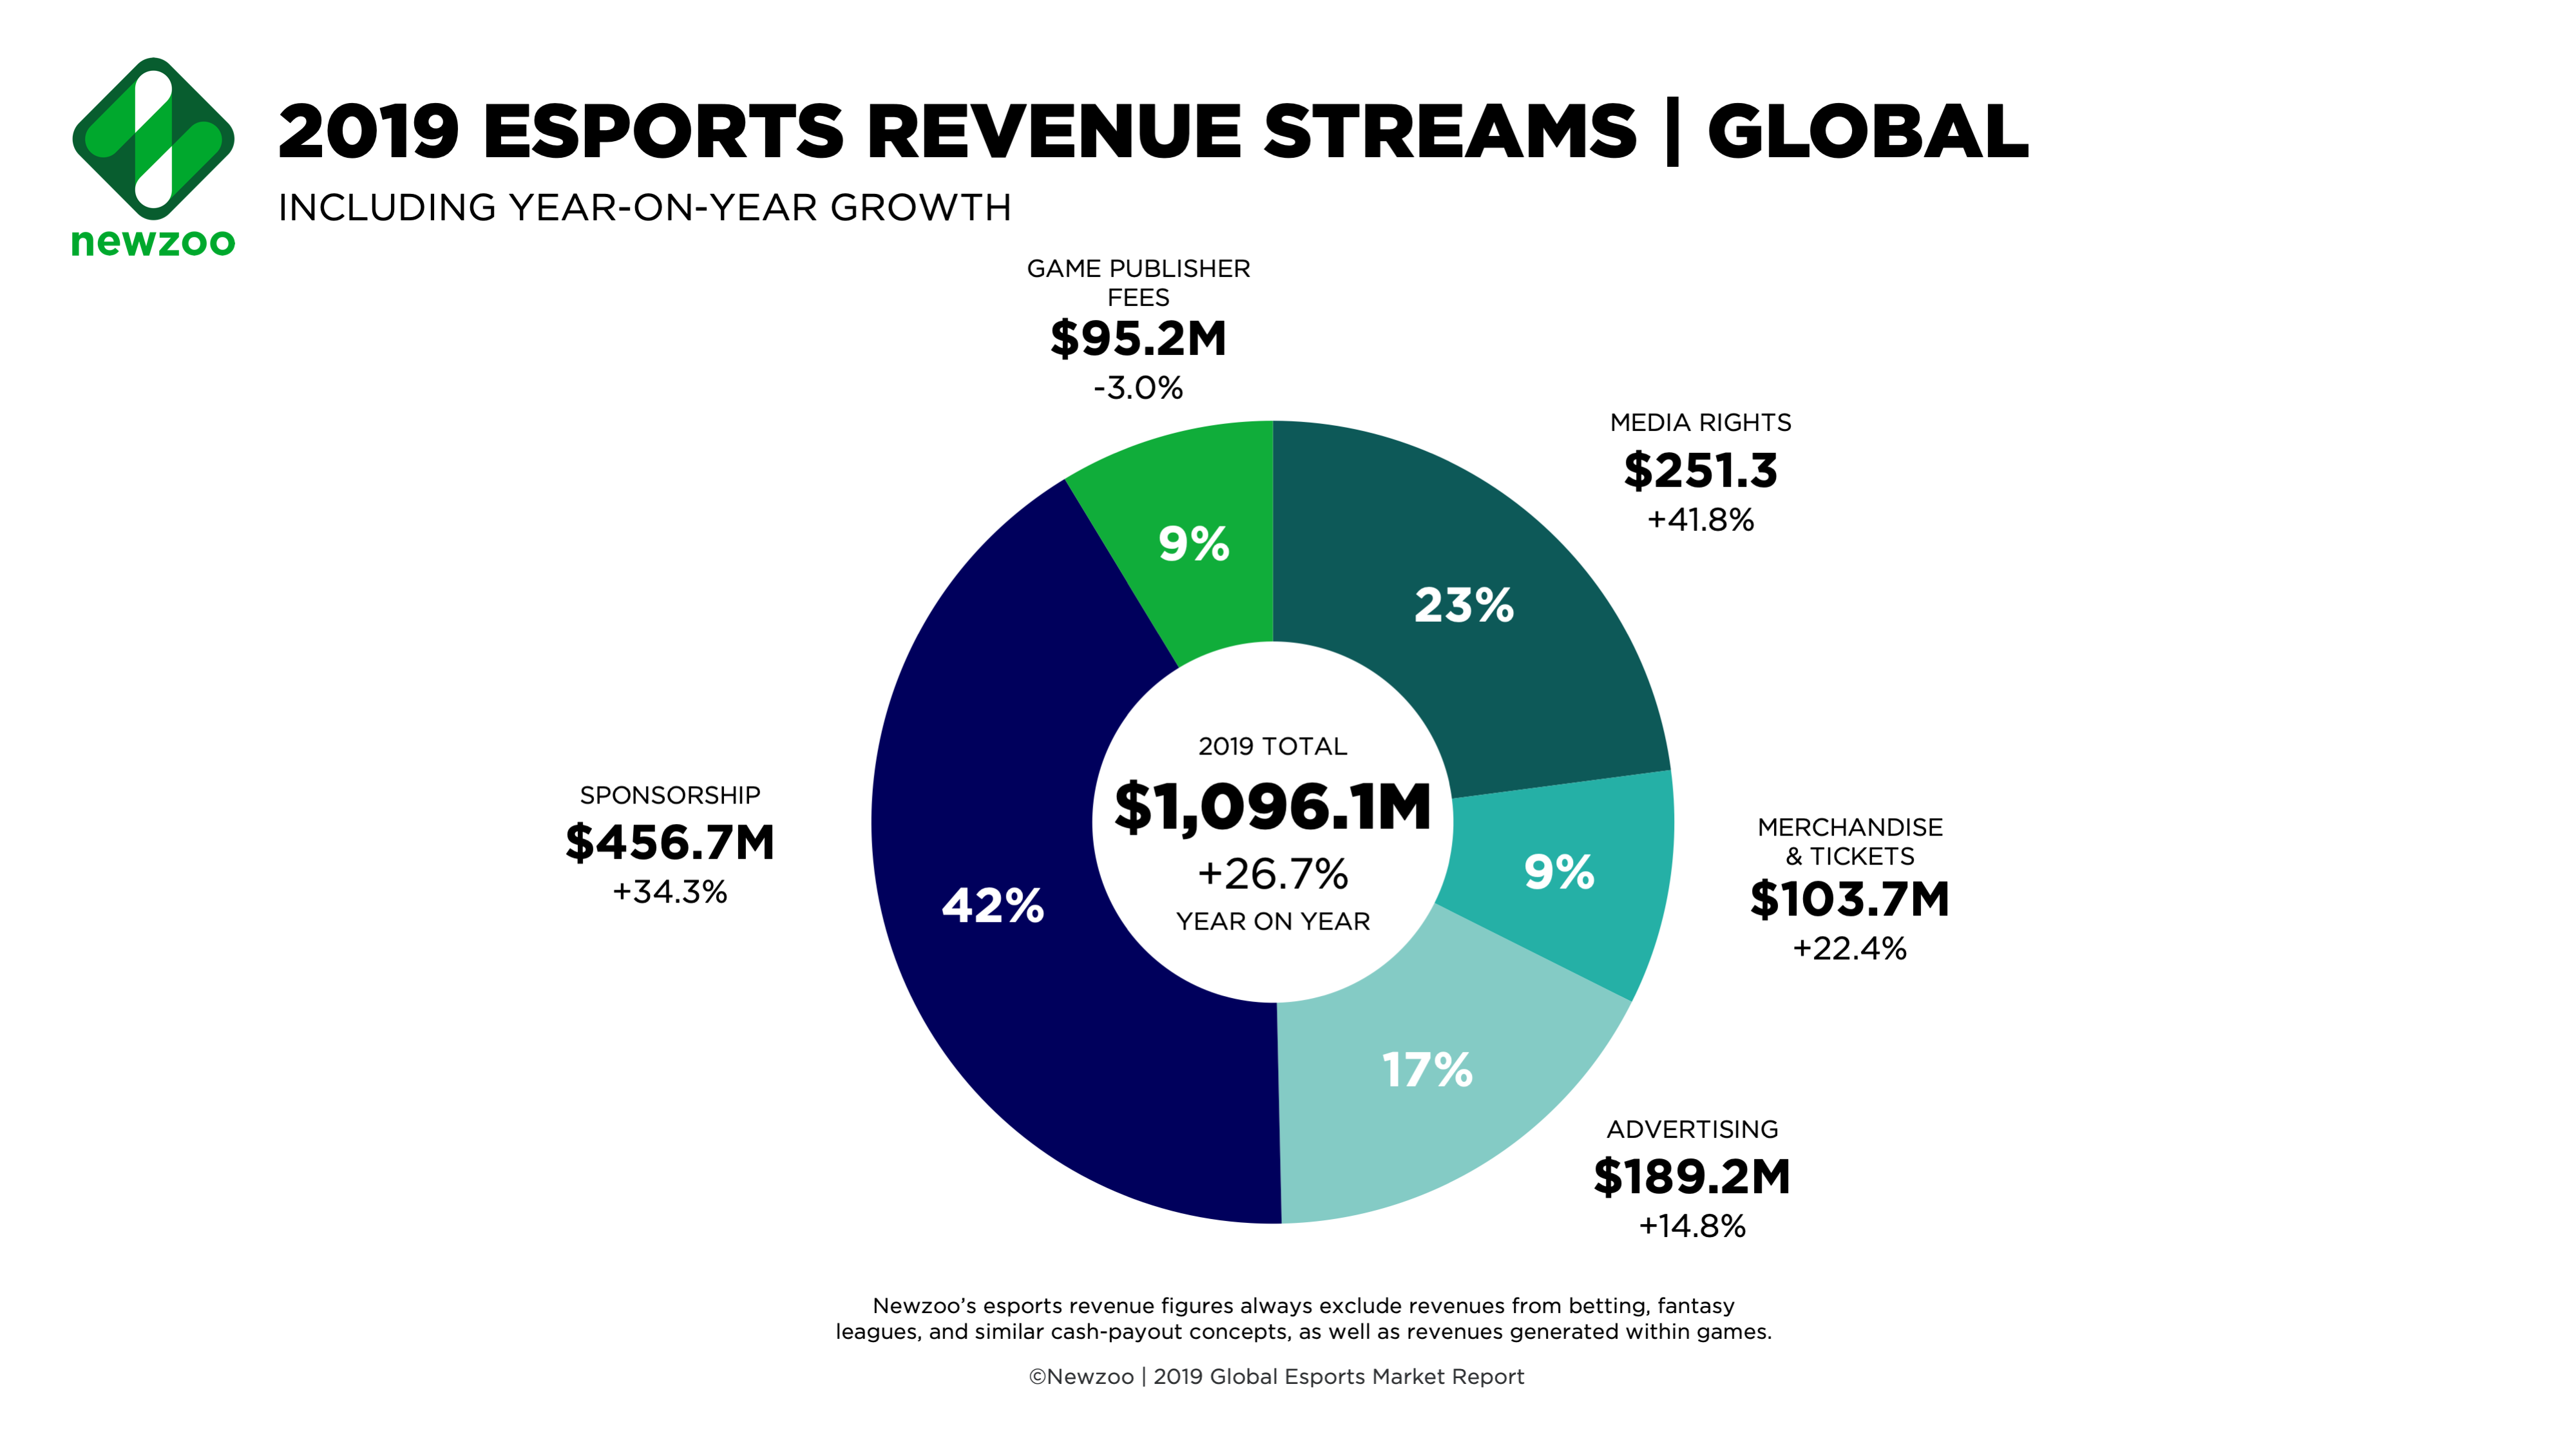 newzoo
2019 ESPORTS REVENUE STREAMS | GLOBAL
INCLUDING YEAR-ON-YEAR GROWTH
GAME PUBLISHER
FEES
$95.2M
-3.0%
9%
MEDIA RIGHTS
$251.3
+41.8%
23%
SPONSORSHIP
$456.7M
+34.3%
42%
2019 TOTAL
$1,096.1M
+26.7%
YEAR ON YEAR
9%
MERCHANDISE
& TICKETS
$103.7M
+22.4%
17%
ADVERTISING
$189.2M
+14.8%
Newzoo’s esports revenue figures always exclude revenues from betting, fantasy
leagues, and similar cash-payout concepts, as well as revenues generated within games.
©Newzoo | 2019 Global Esports Market Report